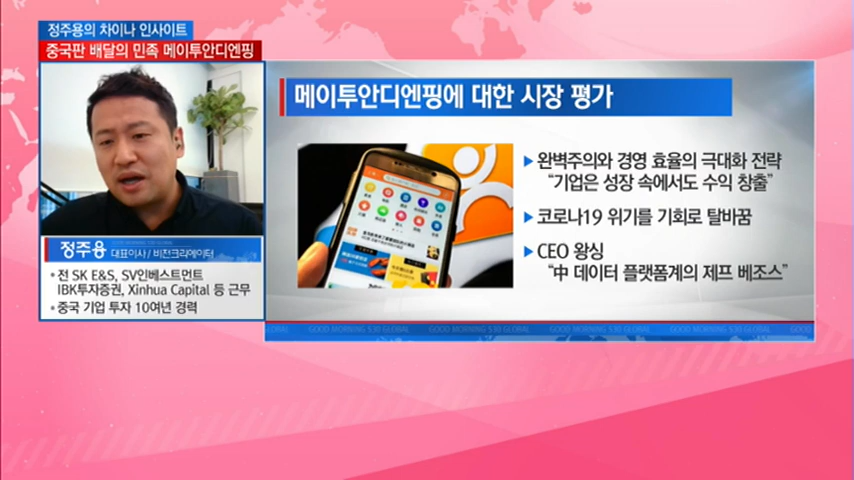 정주용의 차이나 인사이트
중국판 배달의 민족 메이투안디엔핑
메이투안디엔핑에 대한 시장 평가
▶완벽주의와 경영 효율의 극대화 전략
“기업은 성장 속에서도 수익 창출”
▶코로나19 위기를 기회로 탈바꿈
▶CEO 왕싱
“中 데이터 플랫폼계의 제프 베조스”
정주용 대표이사 / 비전크리에이터
* 전 SK E&S, SV인베스트먼트
IBK투자증권, Xinhua Capital 등 근무
* 중국 기업 투자 10여년 경력
GLOBAL GOOD MORNING 530 GLOBAL GOOD MORNING 530 GLOBAL